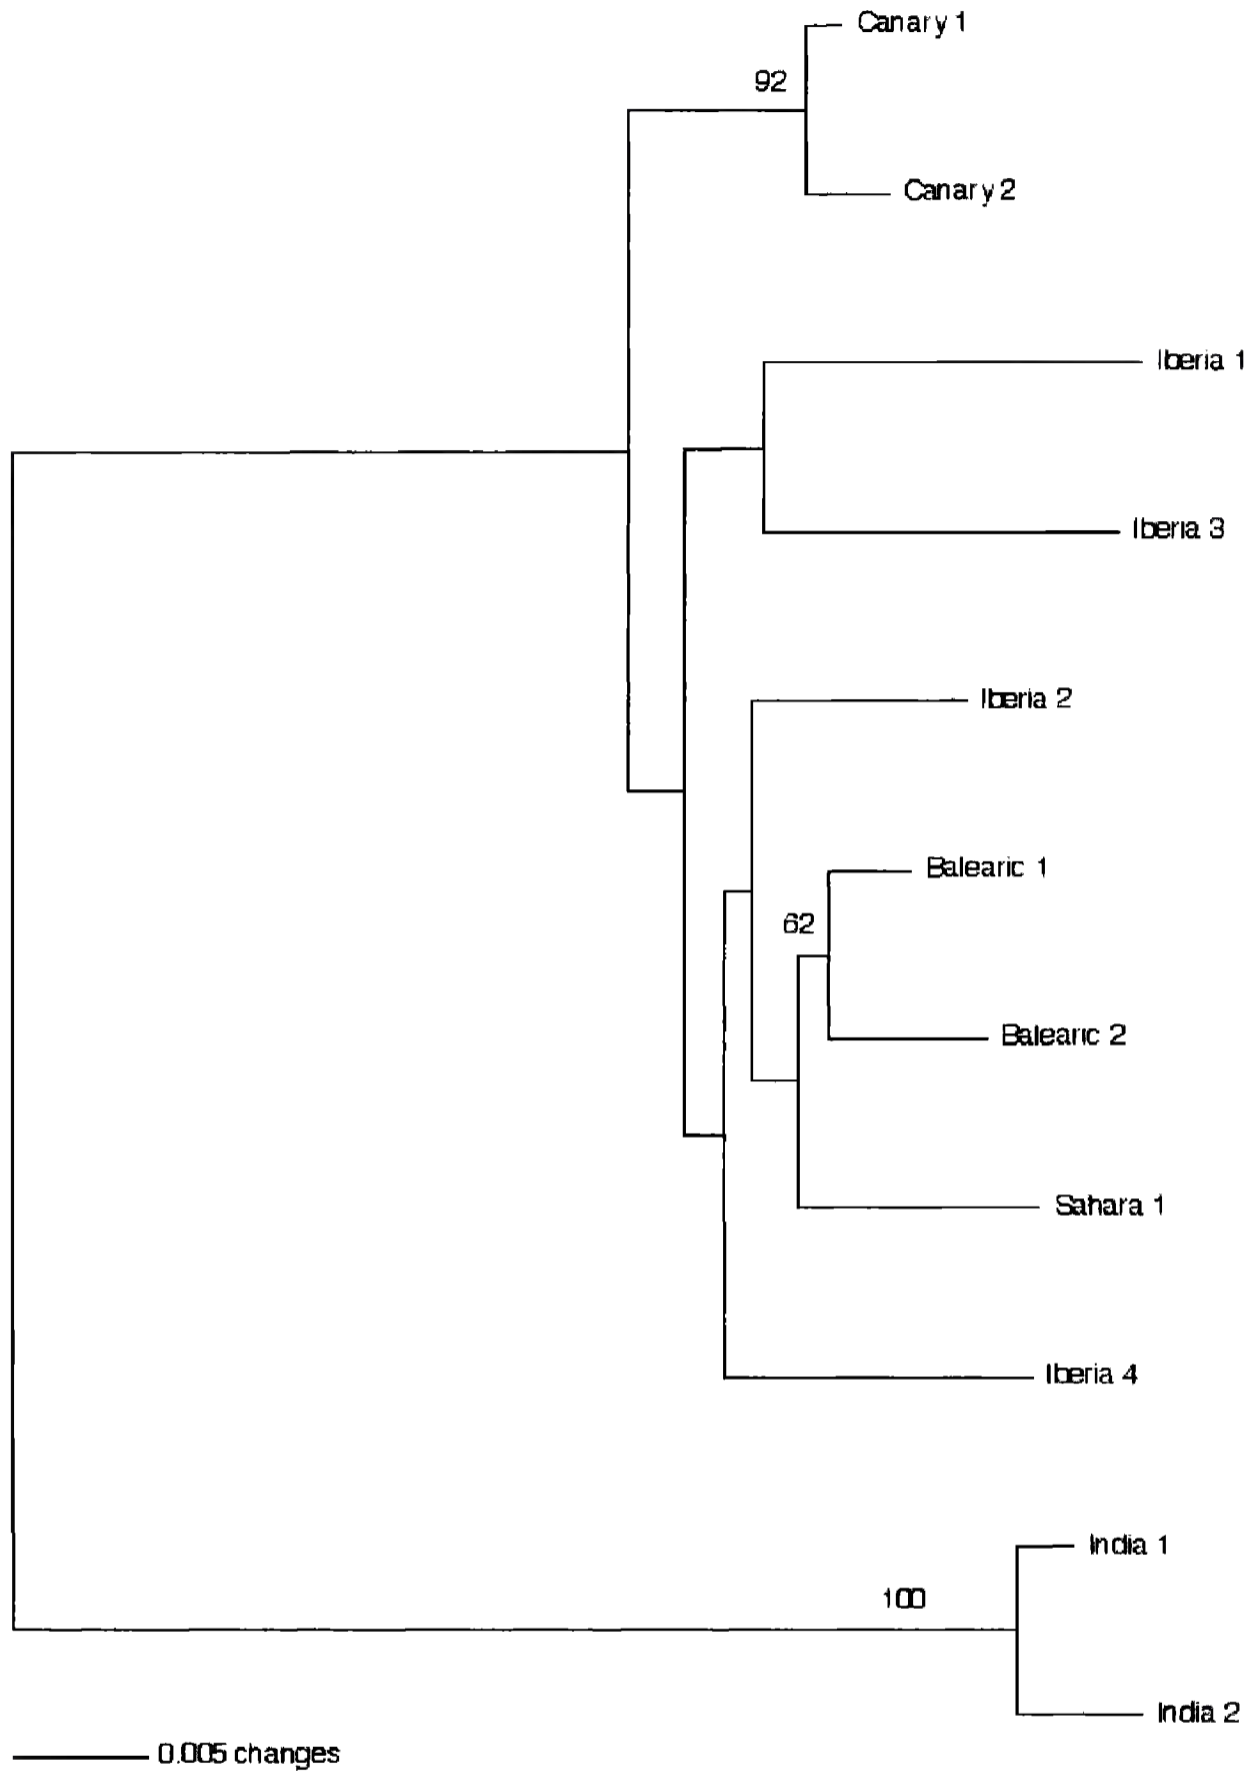 Canary 1
92
Canary 2
Iberia 1
Iberia 3
Iberia 2
Balearic 1
62
Balearic 2
Sahara 1
Iberia 4
India 1
100
India 2
0.005 changes